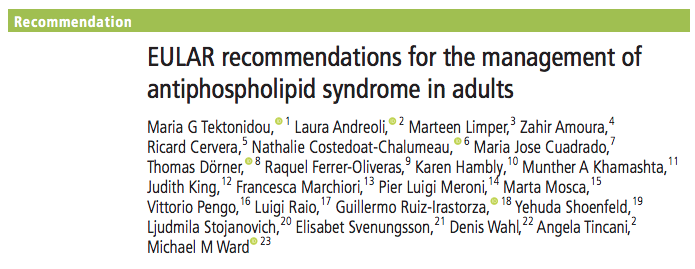 Recommendation
EULAR recommendations for the management of
antiphospholipid syndrome in adults
Maria G Tektonidou, 1 Laura Andreoli, 2 Marteen Limper,3 Zahir Amoura,4
Ricard Cervera,5 Nathalie Costedoat-Chalumeau, 6 Maria Jose Cuadrado,7
Thomas Dörner, 8 Raquel Ferrer-Oliveras,9 Karen Hambly,10 Munther A Khamashta,11
Judith King,12 Francesca Marchiori,13 Pier Luigi Meroni,14 Marta Mosca,15
Vittorio Pengo,16 Luigi Raio,17 Guillermo Ruiz-Irastorza, 18 Yehuda Shoenfeld,19
Ljudmila Stojanovich,20 Elisabet Svenungsson,21 Denis Wahl,22 Angela Tincani,2
Michael M Ward 23